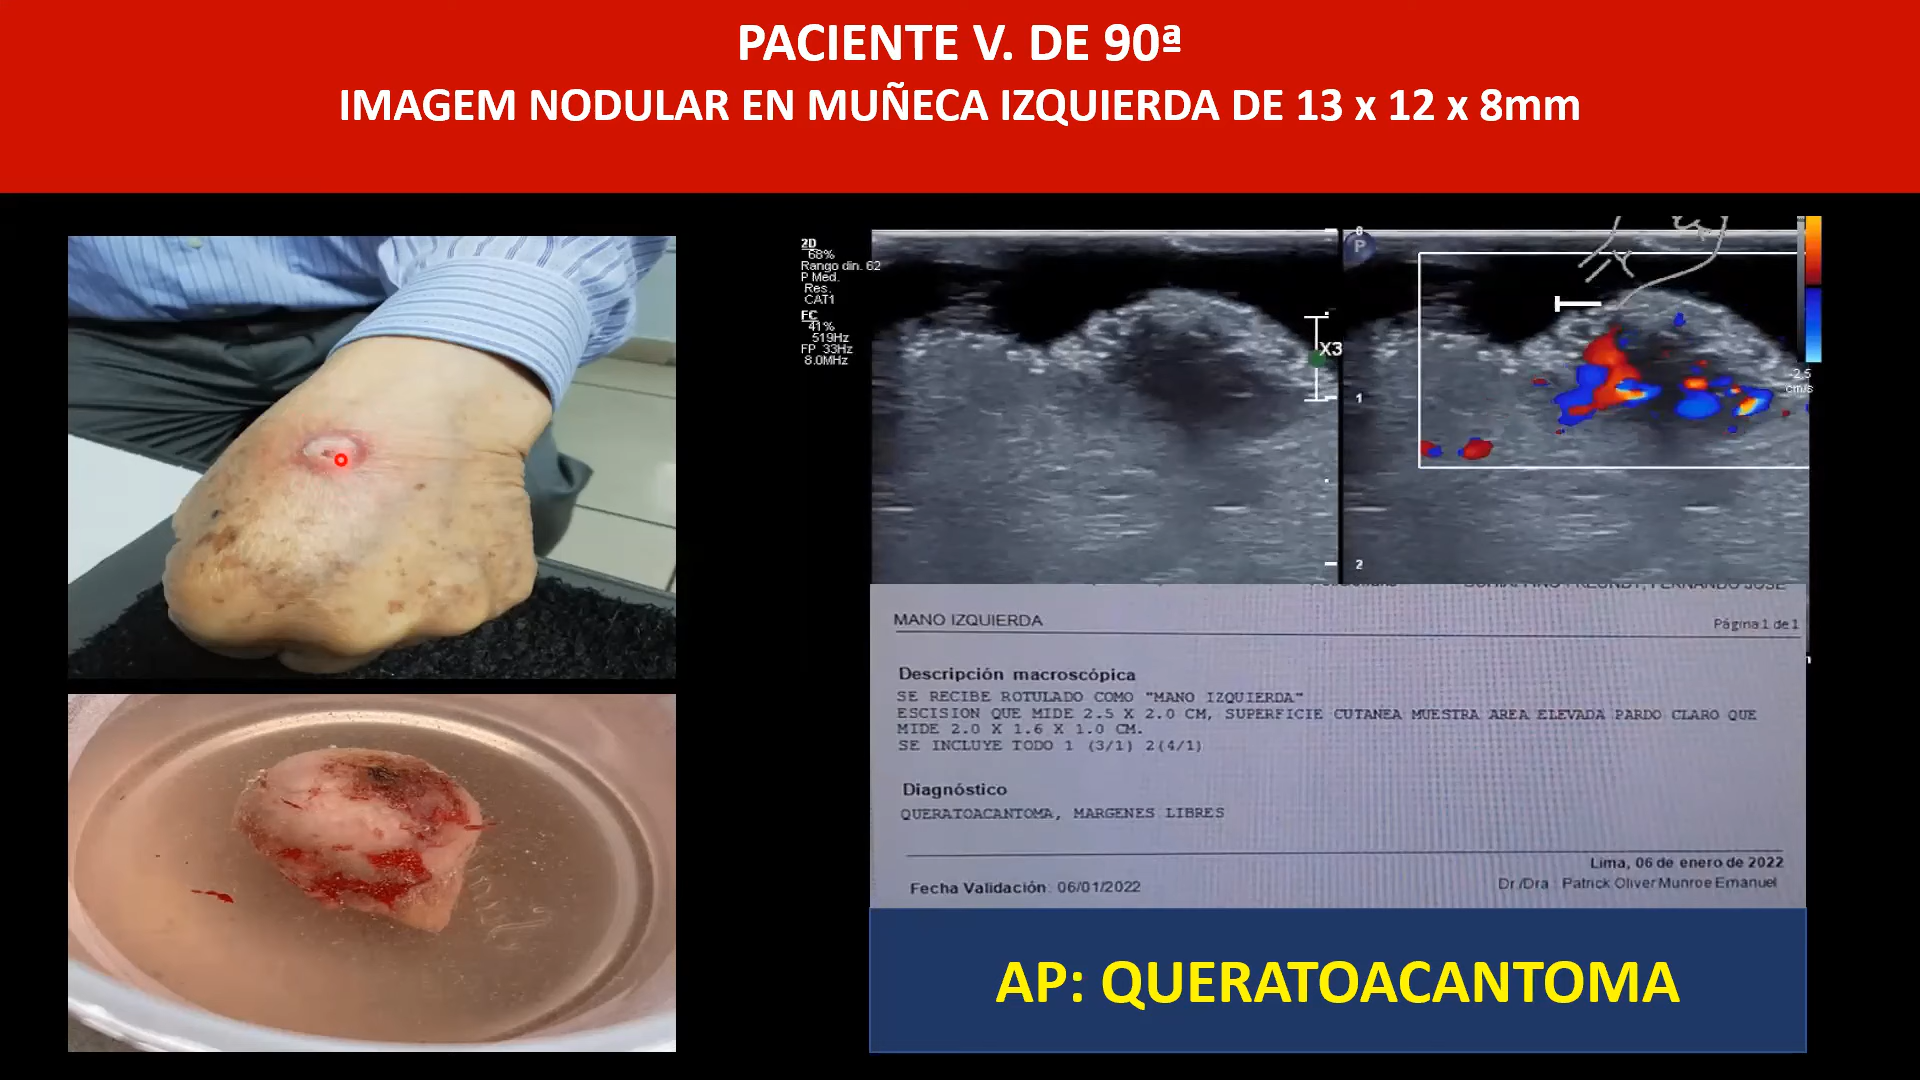 PACIENTE V. DE 90ª
IMAGEM NODULAR EN MUÑECA IZQUIERDA DE 13 x 12 x 8mm
2D
68%
Rango din. 62
P Med.
Res.
CAT1
FC
41%
519Hz
FP 33Hz
8.0MHz
X3
0
P
1
2
-2,5
cm/s
MANO IZQUIERDA
Página 1 de 1
Descripción macroscópica
SE RECIBE ROTULADO COMO "MANO IZQUIERDA"
ESCISION QUE MIDE 2.5 X 2.0 CM, SUPERFICIE CUTANEA MUESTRA AREA ELEVADA PARDO CLARO QUE
MIDE 2.0 X 1.6 X 1.0 CM.
SE INCLUYE TODO 1 (3/1) 2(4/1)
Diagnóstico
QUERATOACANTOMA, MARGENES LIBRES
Lima, 06 de enero de 2022
Fecha Validación: 06/01/2022
Dr./Dra : Patrick Oliver Munroe Emanuel
AP: QUERATOACANTOMA